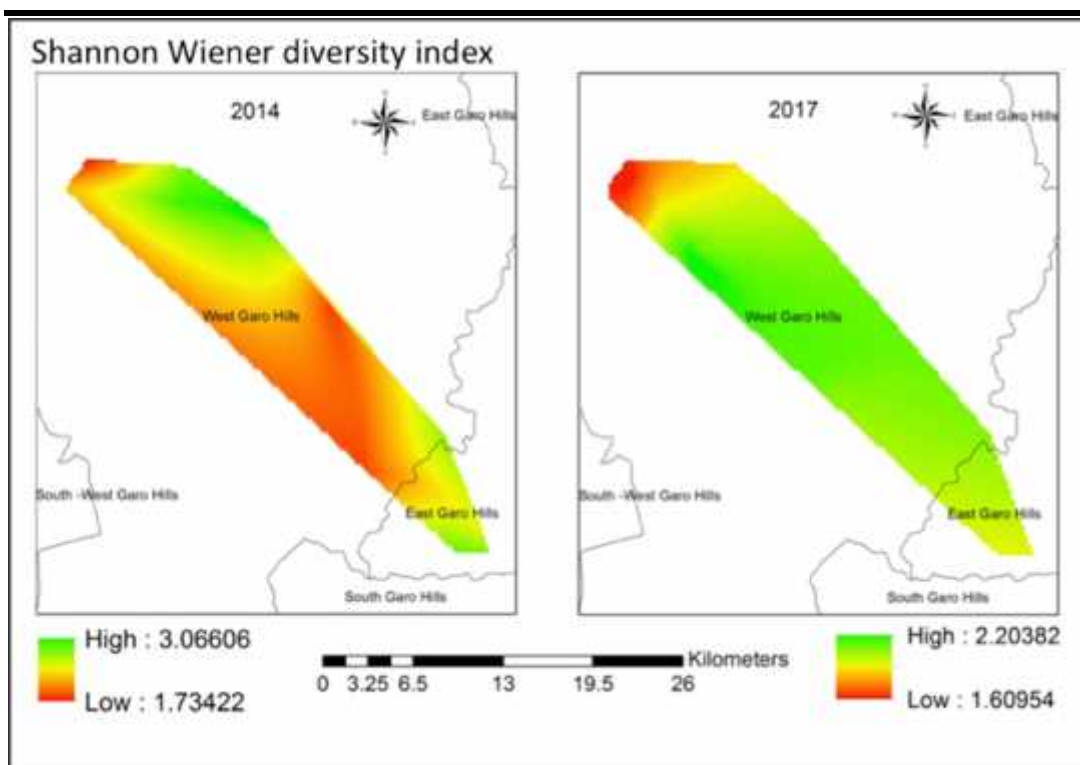 Shannon Wiener diversity index
2014
East Garo Hills
West Garo Hills
South -West Garo Hills
East Garo Hills
South Garo Hills
2017
East Garo Hills
West Garo Hills
South -West Garo Hills
East Garo Hills
South Garo Hills
High : 3.06606
Low : 1.73422
Kilometers
0 3.25 6.5 13 19.5 26
High : 2.20382
Low : 1.60954